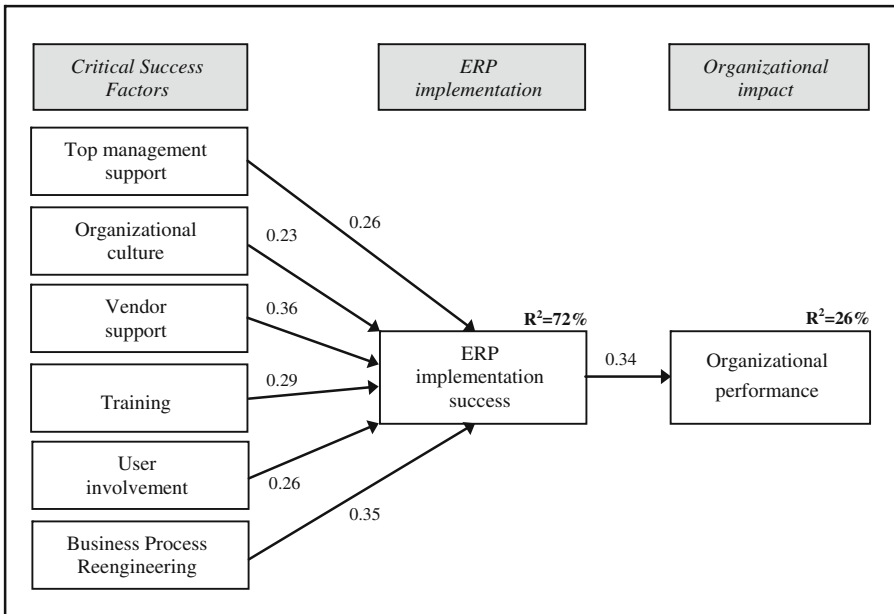 Critical Success
Factors
ERP
implementation
Organizational
impact
Top management
support
0.26
Organizational
culture
0.23
Vendor
support
0.36
Training
0.29
User
involvement
0.26
Business Process
Reengineering
0.35
R²=72%
ERP
implementation
success
0.34
R²=26%
Organizational
performance